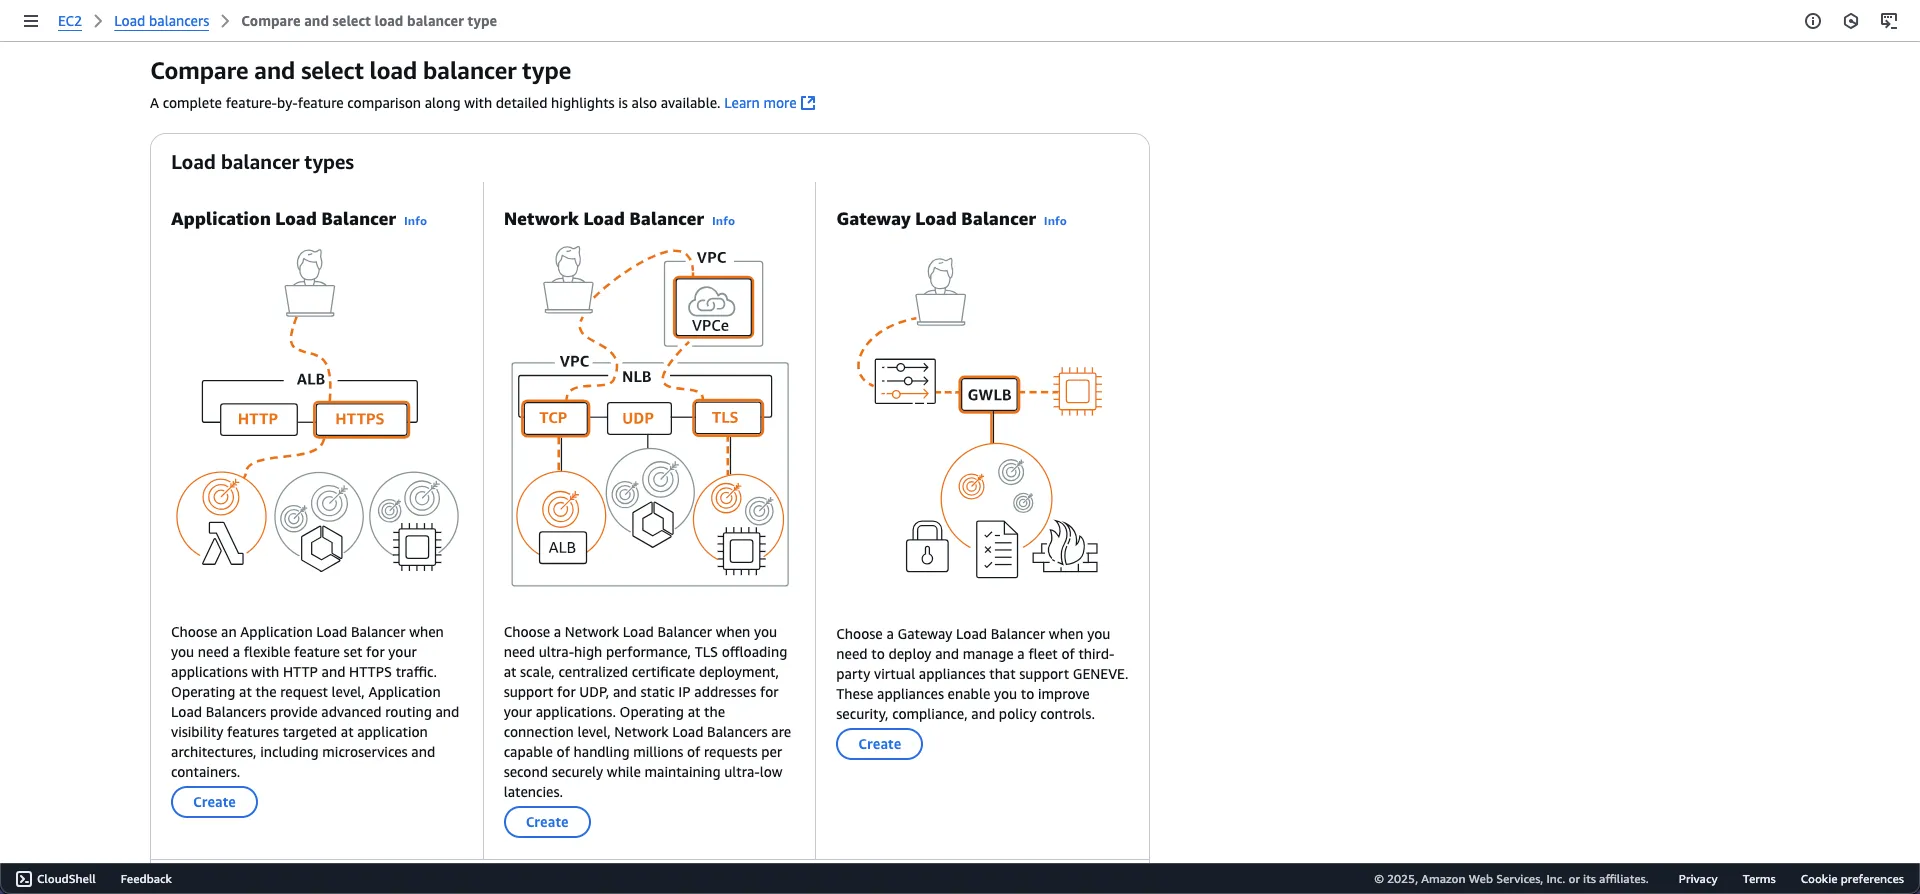 EC2 > Load balancers > Compare and select load balancer type
Compare and select load balancer type
A complete feature-by-feature comparison along with detailed highlights is also available. Learn more
Load balancer types
Application Load Balancer Info
ALB
HTTP
HTTPS
Choose an Application Load Balancer when
you need a flexible feature set for your
applications with HTTP and HTTPS traffic.
Operating at the request level, Application
Load Balancers provide advanced routing and
visibility features targeted at application
architectures, including microservices and
containers.
Create
Network Load Balancer Info
VPC
VPCe
VPC
NLB
TCP
UDP
TLS
ALB
Choose a Network Load Balancer when you
need ultra-high performance, TLS offloading
at scale, centralized certificate deployment,
support for UDP, and static IP addresses for
your applications. Operating at the
connection level, Network Load Balancers are
capable of handling millions of requests per
second securely while maintaining ultra-low
latencies.
Create
Gateway Load Balancer Info
GWLB
Choose a Gateway Load Balancer when you
need to deploy and manage a fleet of third-
party virtual appliances that support GENEVE.
These appliances enable you to improve
security, compliance, and policy controls.
Create
CloudShell Feedback © 2025, Amazon Web Services, Inc. or its affiliates. Privacy Terms Cookie preferences